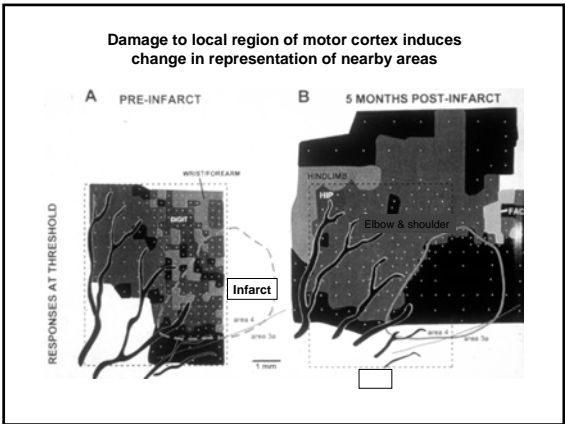 Damage to local region of motor cortex induces
change in representation of nearby areas
A PRE-INFARCT
B 5 MONTHS POST-INFARCT
WRIST/FOREARM
DIGIT
Infarct
area 4
area 3a
1 mm
RESPONSES AT THRESHOLD
HINDLIMB
HIP
Elbow & shoulder
FAC
area 4
area 3a